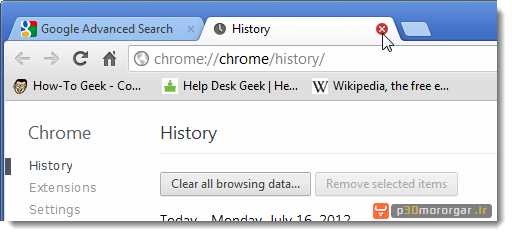 Google Advanced Search
History
chrome://chrome/history/
How-To Geek - Co...
Help Desk Geek | He...
W Wikipedia, the free e...
Chrome
History
History
Extensions
Settings
Clear all browsing data...
Remove selected items
Today - Monday, July 16, 2012
p30mororgar.ir